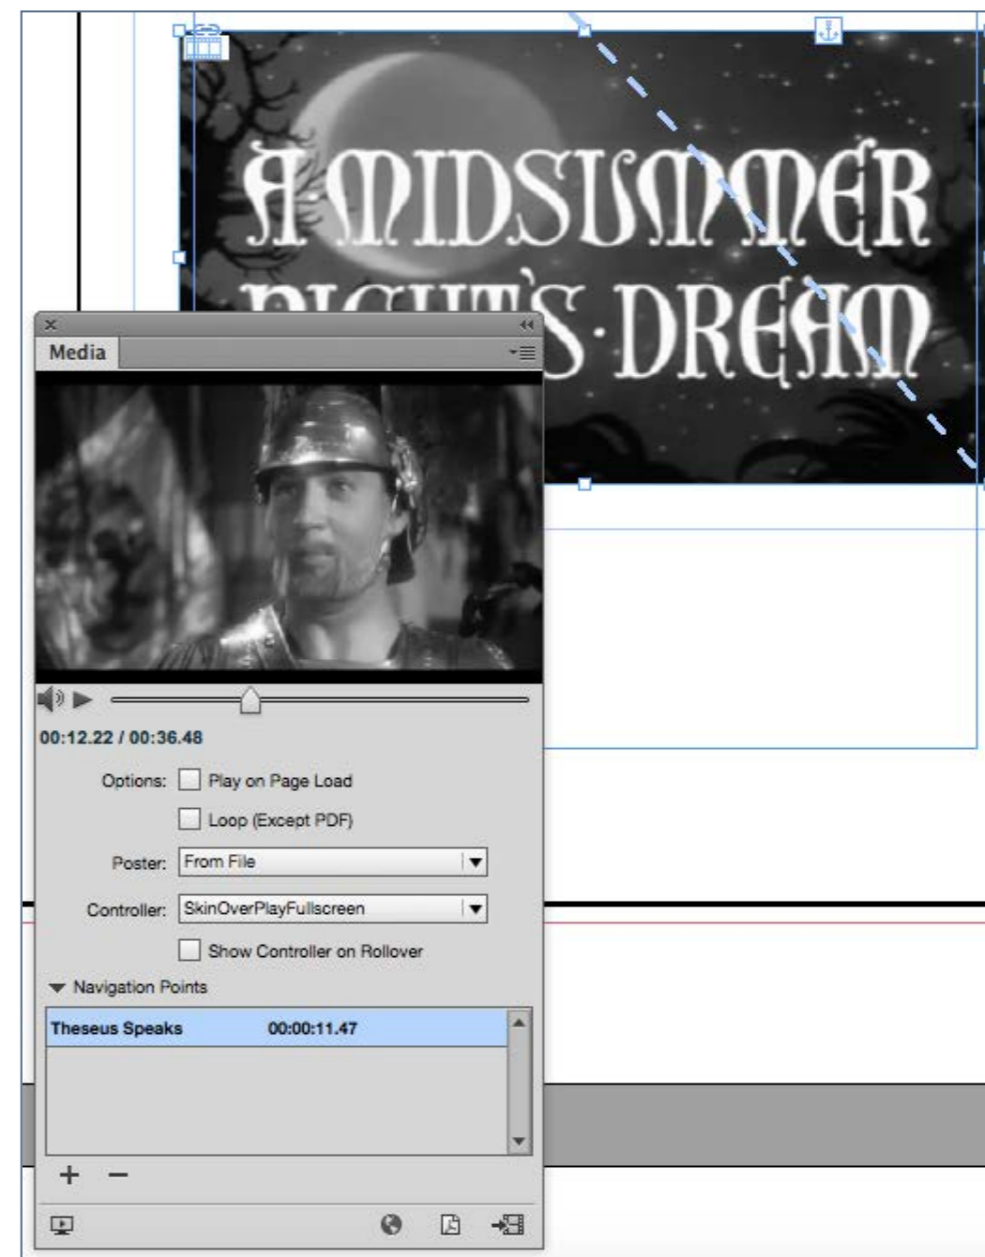 A·MIDSUMMER
NIGHT'S·DREAM
Media
00:12.22 / 00:36.48
Options: Play on Page Load
Loop (Except PDF)
Poster: From File
Controller: SkinOverPlayFullscreen
Show Controller on Rollover
Navigation Points
Theseus Speaks 00:00:11.47